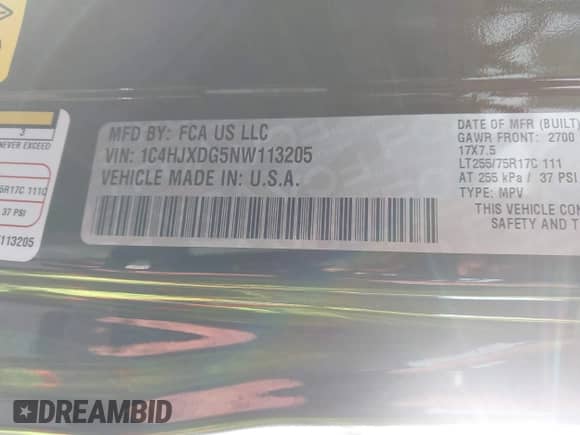 3
NEVER EXCEED
75R17C 111C
37 PSI
113205
MFD BY: FCA US LLC
VIN: 1C4HJXDG5NW113205
VEHICLE MADE IN: U.S.A.
DATE OF MFR (BUILT)
GAWR FRONT: 2700
17X7.5
LT255/75R17C 111
AT 255 kPa / 37 PSI
TYPE: MPV
THIS VEHICLE CON
SAFETY AND T
DREAMBID